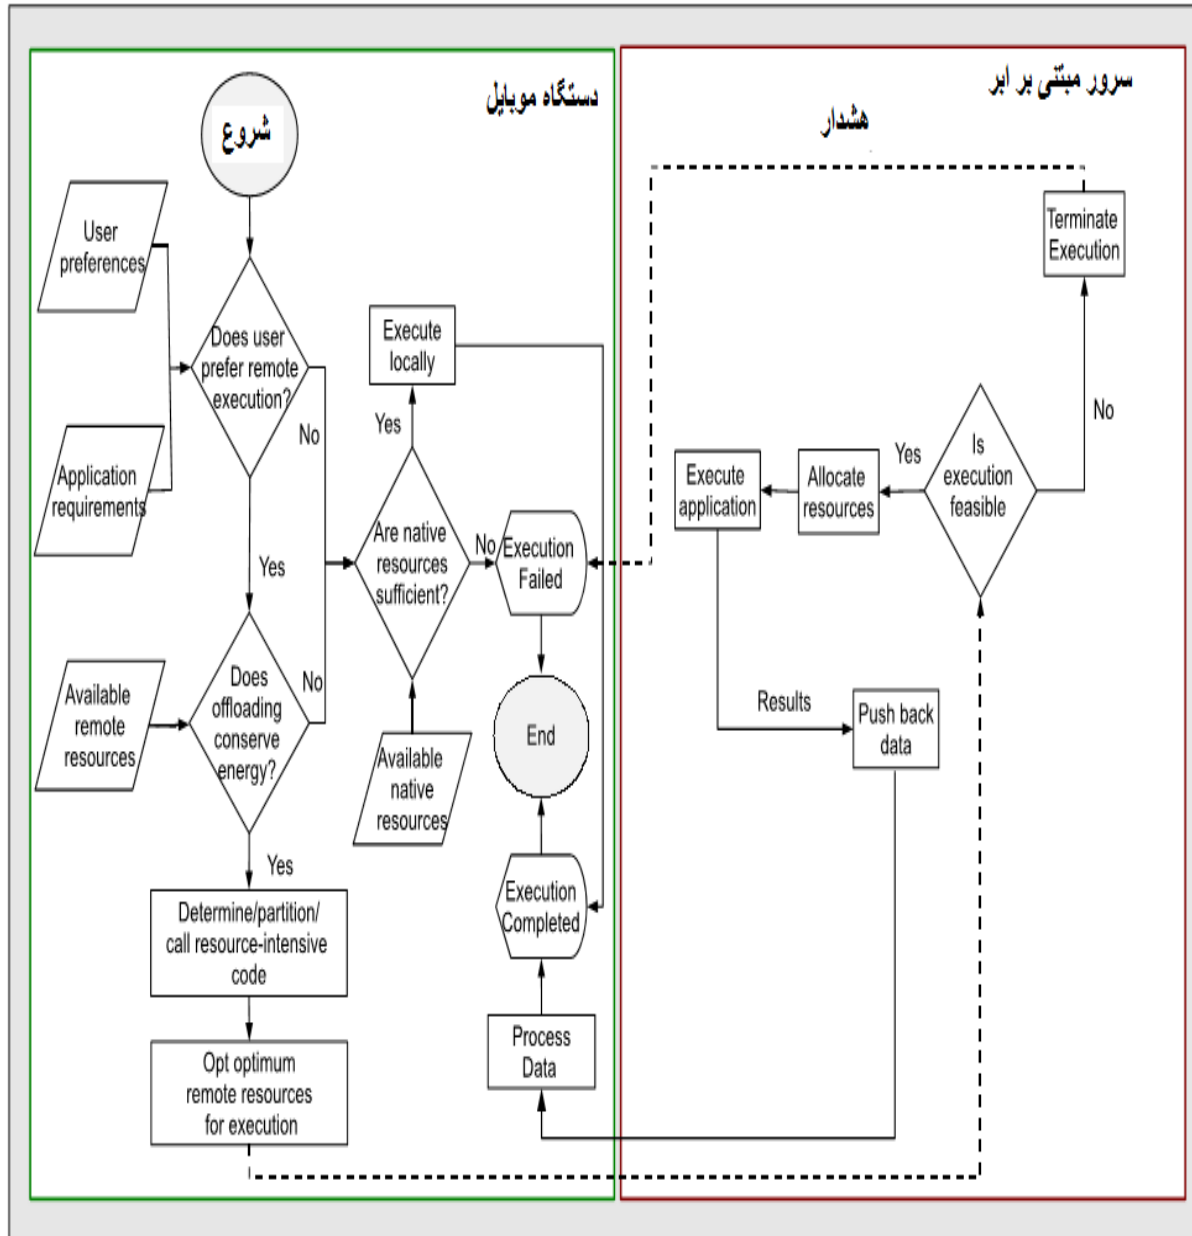 دستگاه موبایل
شروع
User
preferences
Does user
prefer remote
execution?
Application
requirements
No
Yes
Execute
locally
Yes
Are native
resources
sufficient?
No
Execution
Failed
Available
remote
resources
Does
offloading
conserve
energy?
No
Available
native
resources
End
Yes
Determine/partition/
call resource-intensive
code
Execution
Completed
Opt optimum
remote resources
for execution
Process
Data
سرور مبتنی بر ابر
هشدار
Terminate
Execution
No
Is
execution
feasible
Yes
Allocate
resources
Execute
application
Results
Push back
data